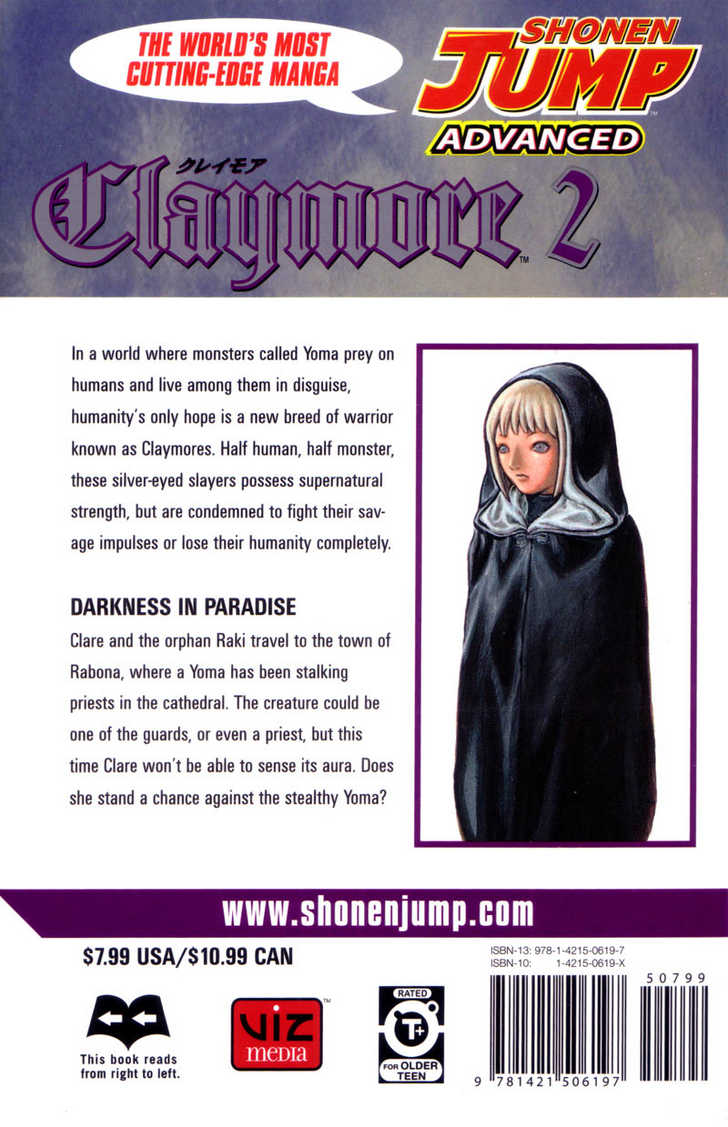 THE WORLD'S MOST
CUTTING-EDGE MANGA
SHONEN
JUMP
™
ADVANCED
クレイモア
Claymore 2
™
In a world where monsters called Yoma prey on
humans and live among them in disguise,
humanity's only hope is a new breed of warrior
known as Claymores. Half human, half monster,
these silver-eyed slayers possess supernatural
strength, but are condemned to fight their sav-
age impulses or lose their humanity completely.
DARKNESS IN PARADISE
Clare and the orphan Raki travel to the town of
Rabona, where a Yoma has been stalking
priests in the cathedral. The creature could be
one of the guards, or even a priest, but this
time Clare won't be able to sense its aura. Does
she stand a chance against the stealthy Yoma?
www.shonenjump.com
$7.99 USA/$10.99 CAN
This book reads
from right to left.
VIZ
MEDIA
™
RATED
T+
FOR OLDER
TEEN
ISBN-13: 978-1-4215-0619-7
ISBN-10: 1-4215-0619-X
50799
9 781421 506197